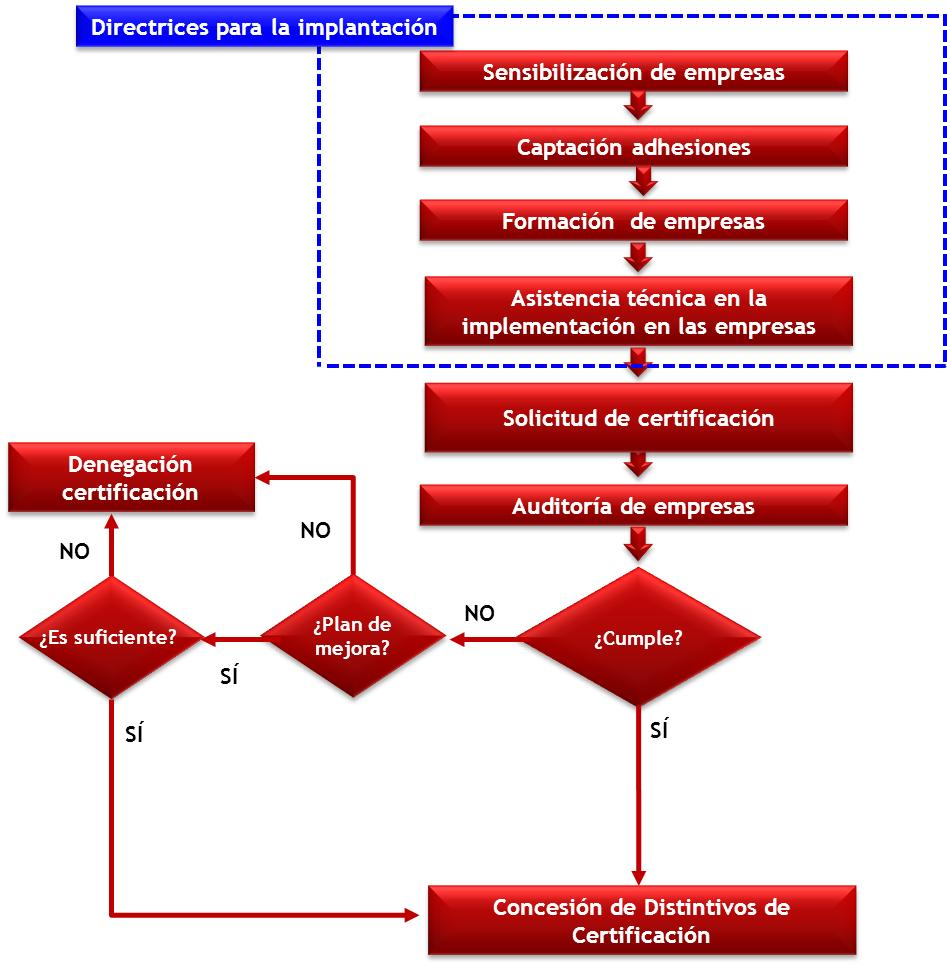 Directrices para la implantación
Sensibilización de empresas
Captación adhesiones
Formación de empresas
Asistencia técnica en la
implementación en las empresas
Solicitud de certificación
Auditoría de empresas
Denegación
certificación
NO
NO
¿Es suficiente?
¿Plan de
mejora?
NO
¿Cumple?
SÍ
SÍ
SÍ
Concesión de Distintivos de
Certificación